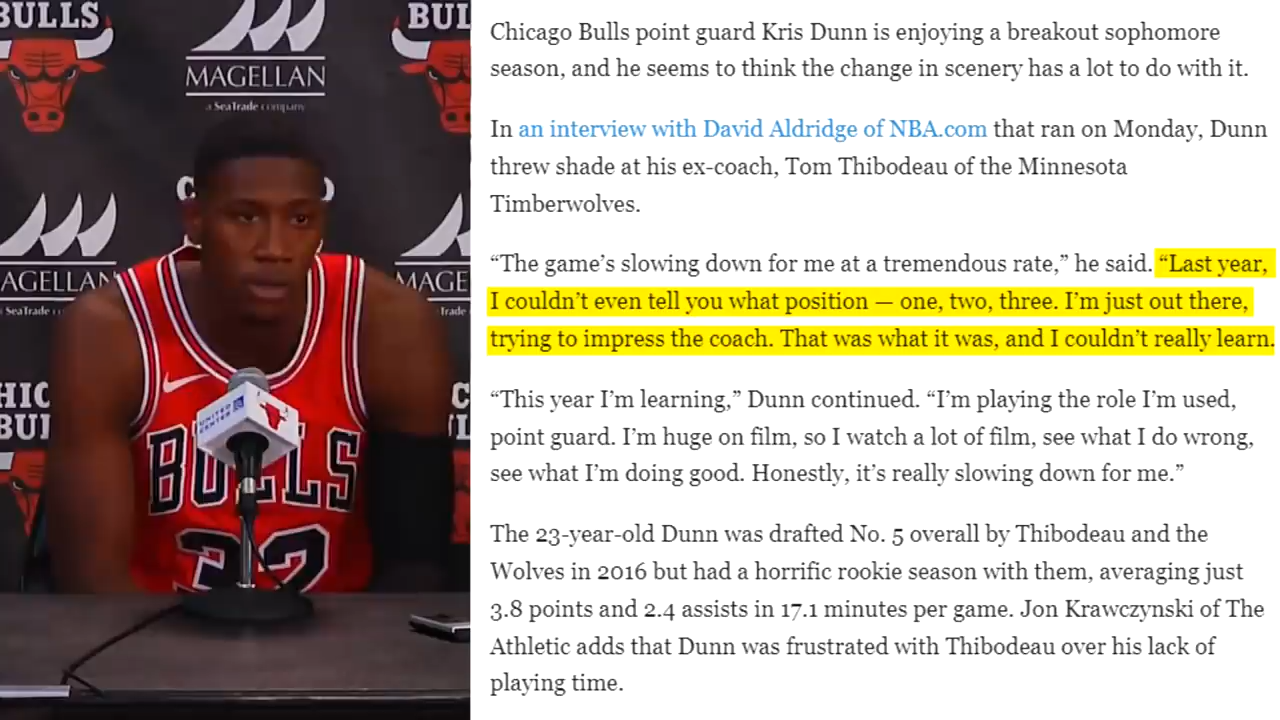 BULLS
BUL
MAGELLAN
a SeaTrade company
MAGELLAN
MAGE
BULLS
32
UNITED
CENTER
Chicago Bulls point guard Kris Dunn is enjoying a breakout sophomore
season, and he seems to think the change in scenery has a lot to do with it.
In an interview with David Aldridge of NBA.com that ran on Monday, Dunn
threw shade at his ex-coach, Tom Thibodeau of the Minnesota
Timberwolves.
“The game’s slowing down for me at a tremendous rate,” he said. “Last year,
I couldn’t even tell you what position — one, two, three. I’m just out there,
trying to impress the coach. That was what it was, and I couldn’t really learn.
“This year I’m learning,” Dunn continued. “I’m playing the role I’m used,
point guard. I’m huge on film, so I watch a lot of film, see what I do wrong,
see what I’m doing good. Honestly, it’s really slowing down for me.”
The 23-year-old Dunn was drafted No. 5 overall by Thibodeau and the
Wolves in 2016 but had a horrific rookie season with them, averaging just
3.8 points and 2.4 assists in 17.1 minutes per game. Jon Krawczynski of The
Athletic adds that Dunn was frustrated with Thibodeau over his lack of
playing time.